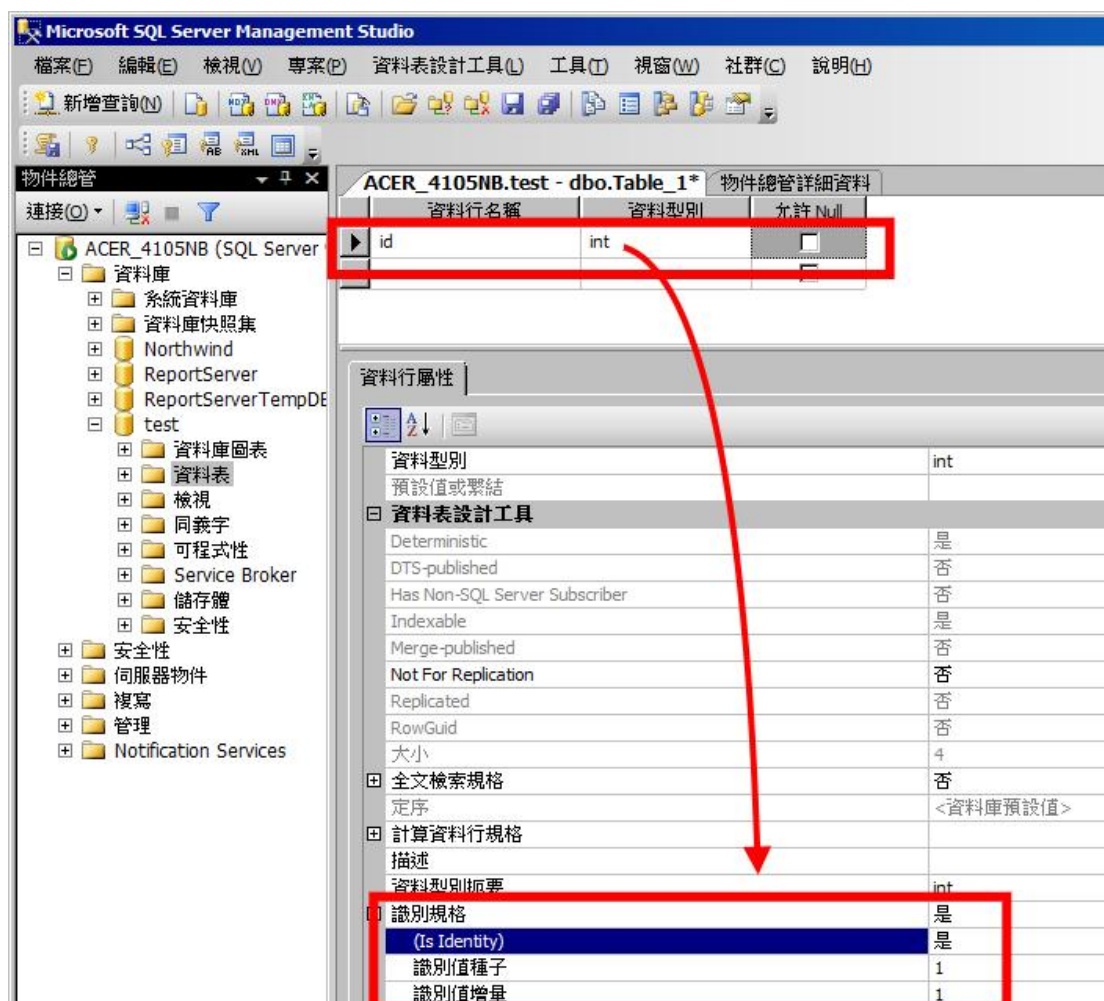 Microsoft SQL Server Management Studio
檔案(F) 編輯(E) 檢視(V) 專案(P) 資料表設計工具(L) 工具(T) 視窗(W) 社群(C) 說明(H)
新增查詢(N)
物件總管
連接(O)
ACER_4105NB (SQL Server
資料庫
系統資料庫
資料庫快照集
Northwind
ReportServer
ReportServerTempDB
test
資料庫圖表
資料表
檢視
同義字
可程式性
Service Broker
儲存體
安全性
安全性
伺服器物件
複寫
管理
Notification Services
ACER_4105NB.test - dbo.Table_1* 物件總管詳細資料
資料行名稱 資料型別 允許 Null
id int
資料行屬性
資料型別 int
預設值或繫結
資料表設計工具
Deterministic 是
DTS-published 否
Has Non-SQL Server Subscriber 否
Indexable 是
Merge-published 否
Not For Replication 否
Replicated 否
RowGuid 否
大小 4
全文檢索規格 否
定序 <資料庫預設值>
計算資料行規格
描述
資料型別扼要 int
識別規格 是
(Is Identity) 是
識別值種子 1
識別值增量 1